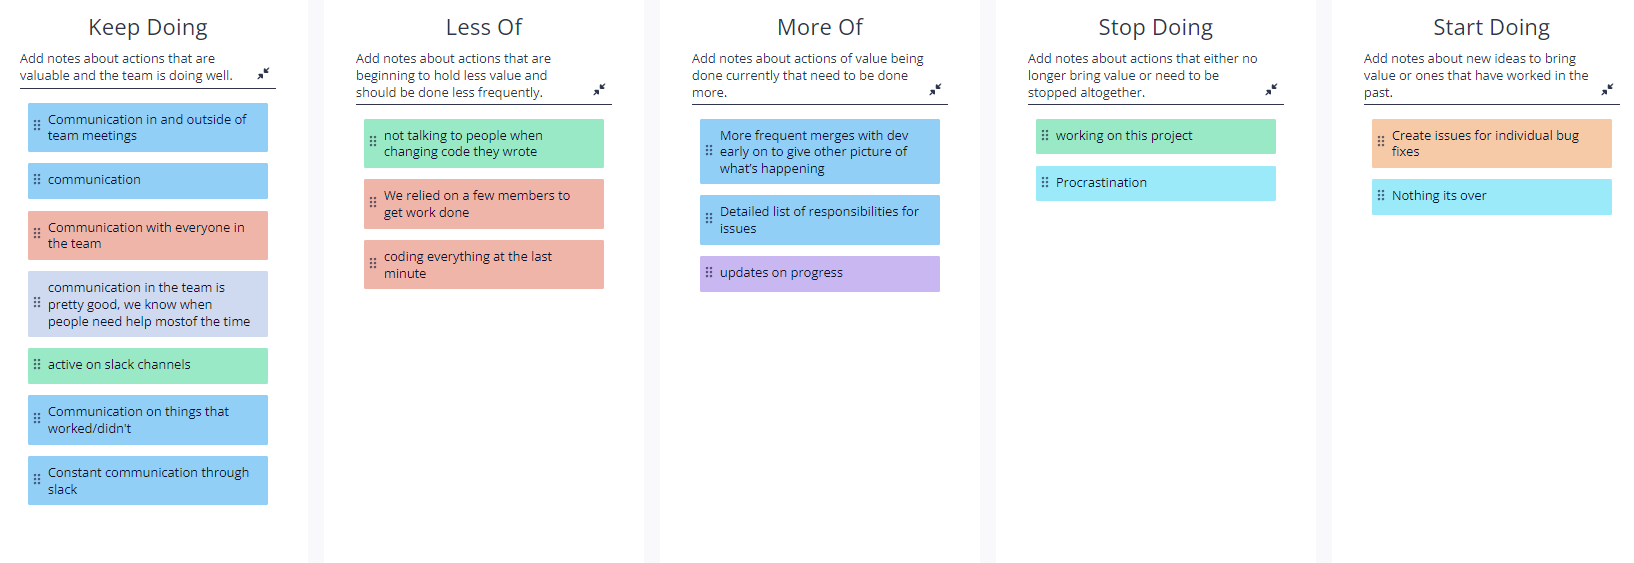 Keep Doing
Add notes about actions that are
valuable and the team is doing well.
Communication in and outside of
team meetings
communication
Communication with everyone in
the team
communication in the team is
pretty good, we know when
people need help mostof the time
active on slack channels
Communication on things that
worked/didn't
Constant communication through
slack
Less Of
Add notes about actions that are
beginning to hold less value and
should be done less frequently.
not talking to people when
changing code they wrote
We relied on a few members to
get work done
coding everything at the last
minute
More Of
Add notes about actions of value being
done currently that need to be done
more.
More frequent merges with dev
early on to give other picture of
what's happening
Detailed list of responsibilities for
issues
updates on progress
Stop Doing
Add notes about actions that either no
longer bring value or need to be
stopped altogether.
working on this project
Procrastination
Start Doing
Add notes about new ideas to bring
value or ones that have worked in the
past.
Create issues for individual bug
fixes
Nothing its over